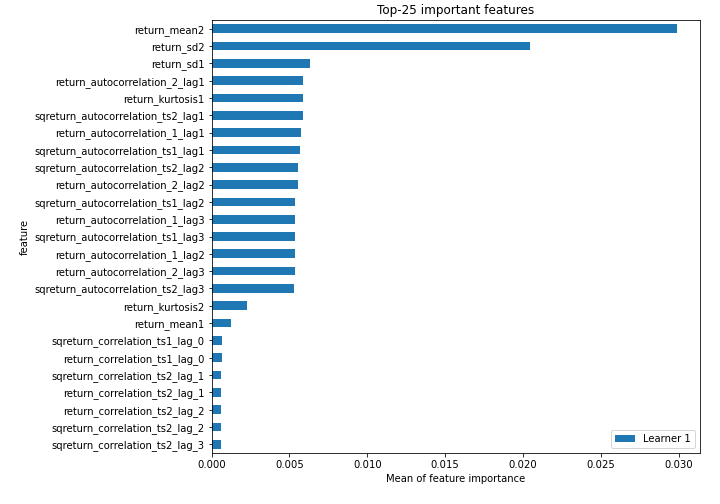 Top-25 important features
return_mean2
return_sd2
return_sd1
return_autocorrelation_2_lag1
return_kurtosis1
sqreturn_autocorrelation_ts2_lag1
return_autocorrelation_1_lag1
sqreturn_autocorrelation_ts1_lag1
sqreturn_autocorrelation_ts2_lag2
return_autocorrelation_2_lag2
sqreturn_autocorrelation_ts1_lag2
return_autocorrelation_1_lag3
sqreturn_autocorrelation_ts1_lag3
return_autocorrelation_1_lag2
return_autocorrelation_2_lag3
sqreturn_autocorrelation_ts2_lag3
return_kurtosis2
return_mean1
sqreturn_correlation_ts1_lag_0
return_correlation_ts1_lag_0
sqreturn_correlation_ts2_lag_1
return_correlation_ts2_lag_1
return_correlation_ts2_lag_2
sqreturn_correlation_ts2_lag_2
sqreturn_correlation_ts2_lag_3
feature
Learner 1
0.000 0.005 0.010 0.015 0.020 0.025 0.030
Mean of feature importance